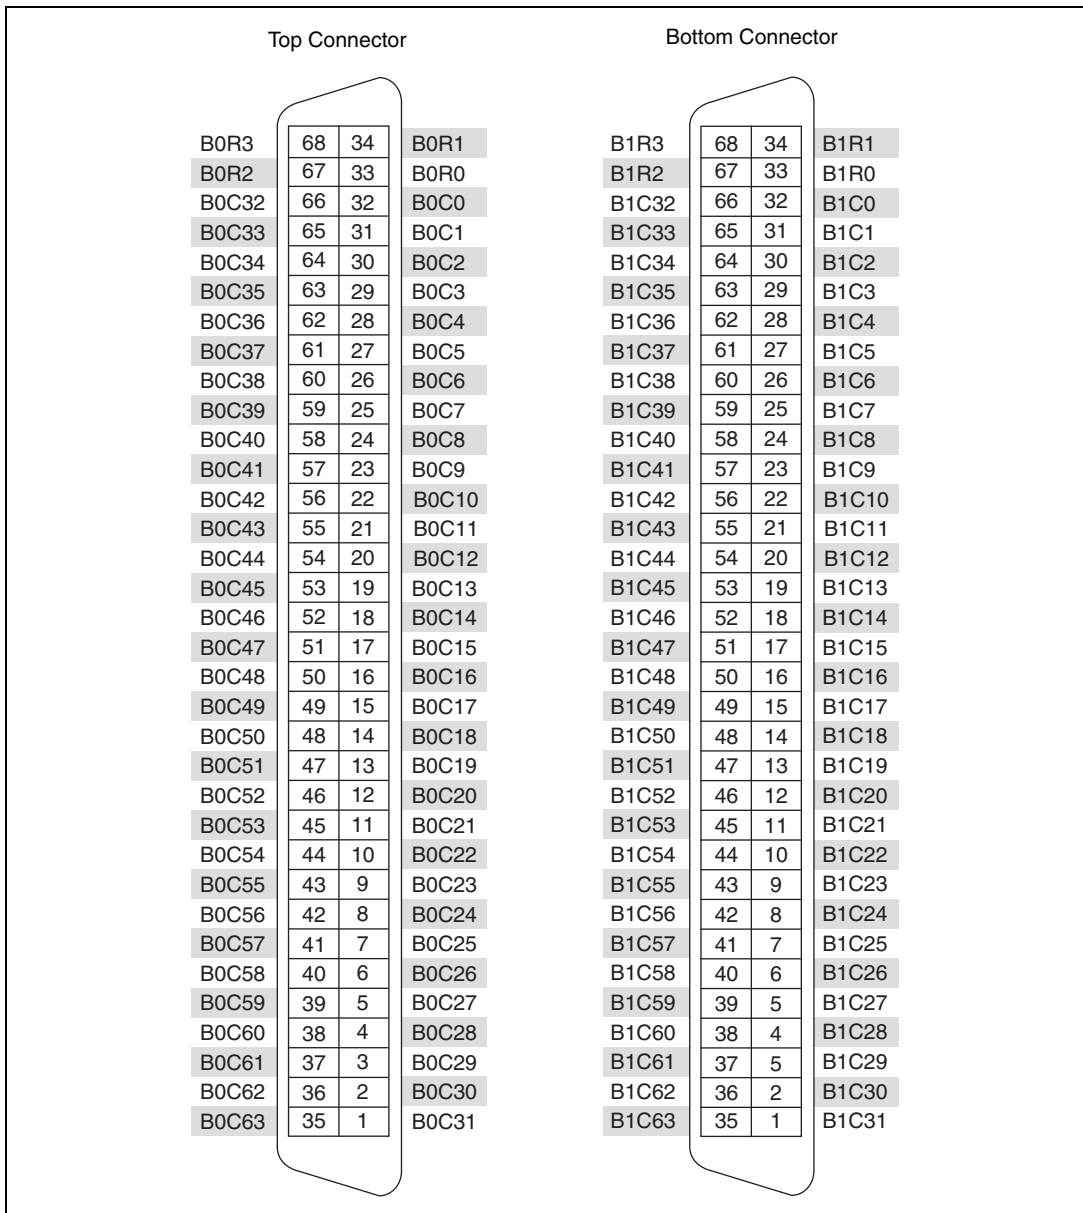 Top Connector Bottom Connector
B0R3 68 34 B0R1 B1R3 68 34 B1R1
B0R2 67 33 B0R0 B1R2 67 33 B1R0
B0C32 66 32 B0C0 B1C32 66 32 B1C0
B0C33 65 31 B0C1 B1C33 65 31 B1C1
B0C34 64 30 B0C2 B1C34 64 30 B1C2
B0C35 63 29 B0C3 B1C35 63 29 B1C3
B0C36 62 28 B0C4 B1C36 62 28 B1C4
B0C37 61 27 B0C5 B1C37 61 27 B1C5
B0C38 60 26 B0C6 B1C38 60 26 B1C6
B0C39 59 25 B0C7 B1C39 59 25 B1C7
B0C40 58 24 B0C8 B1C40 58 24 B1C8
B0C41 57 23 B0C9 B1C41 57 23 B1C9
B0C42 56 22 B0C10 B1C42 56 22 B1C10
B0C43 55 21 B0C11 B1C43 55 21 B1C11
B0C44 54 20 B0C12 B1C44 54 20 B1C12
B0C45 53 19 B0C13 B1C45 53 19 B1C13
B0C46 52 18 B0C14 B1C46 52 18 B1C14
B0C47 51 17 B0C15 B1C47 51 17 B1C15
B0C48 50 16 B0C16 B1C48 50 16 B1C16
B0C49 49 15 B0C17 B1C49 49 15 B1C17
B0C50 48 14 B0C18 B1C50 48 14 B1C18
B0C51 47 13 B0C19 B1C51 47 13 B1C19
B0C52 46 12 B0C20 B1C52 46 12 B1C20
B0C53 45 11 B0C21 B1C53 45 11 B1C21
B0C54 44 10 B0C22 B1C54 44 10 B1C22
B0C55 43 9 B0C23 B1C55 43 9 B1C23
B0C56 42 8 B0C24 B1C56 42 8 B1C24
B0C57 41 7 B0C25 B1C57 41 7 B1C25
B0C58 40 6 B0C26 B1C58 40 6 B1C26
B0C59 39 5 B0C27 B1C59 39 5 B1C27
B0C60 38 4 B0C28 B1C60 38 4 B1C28
B0C61 37 3 B0C29 B1C61 37 5 B1C29
B0C62 36 2 B0C30 B1C62 36 2 B1C30
B0C63 35 1 B0C31 B1C63 35 1 B1C31